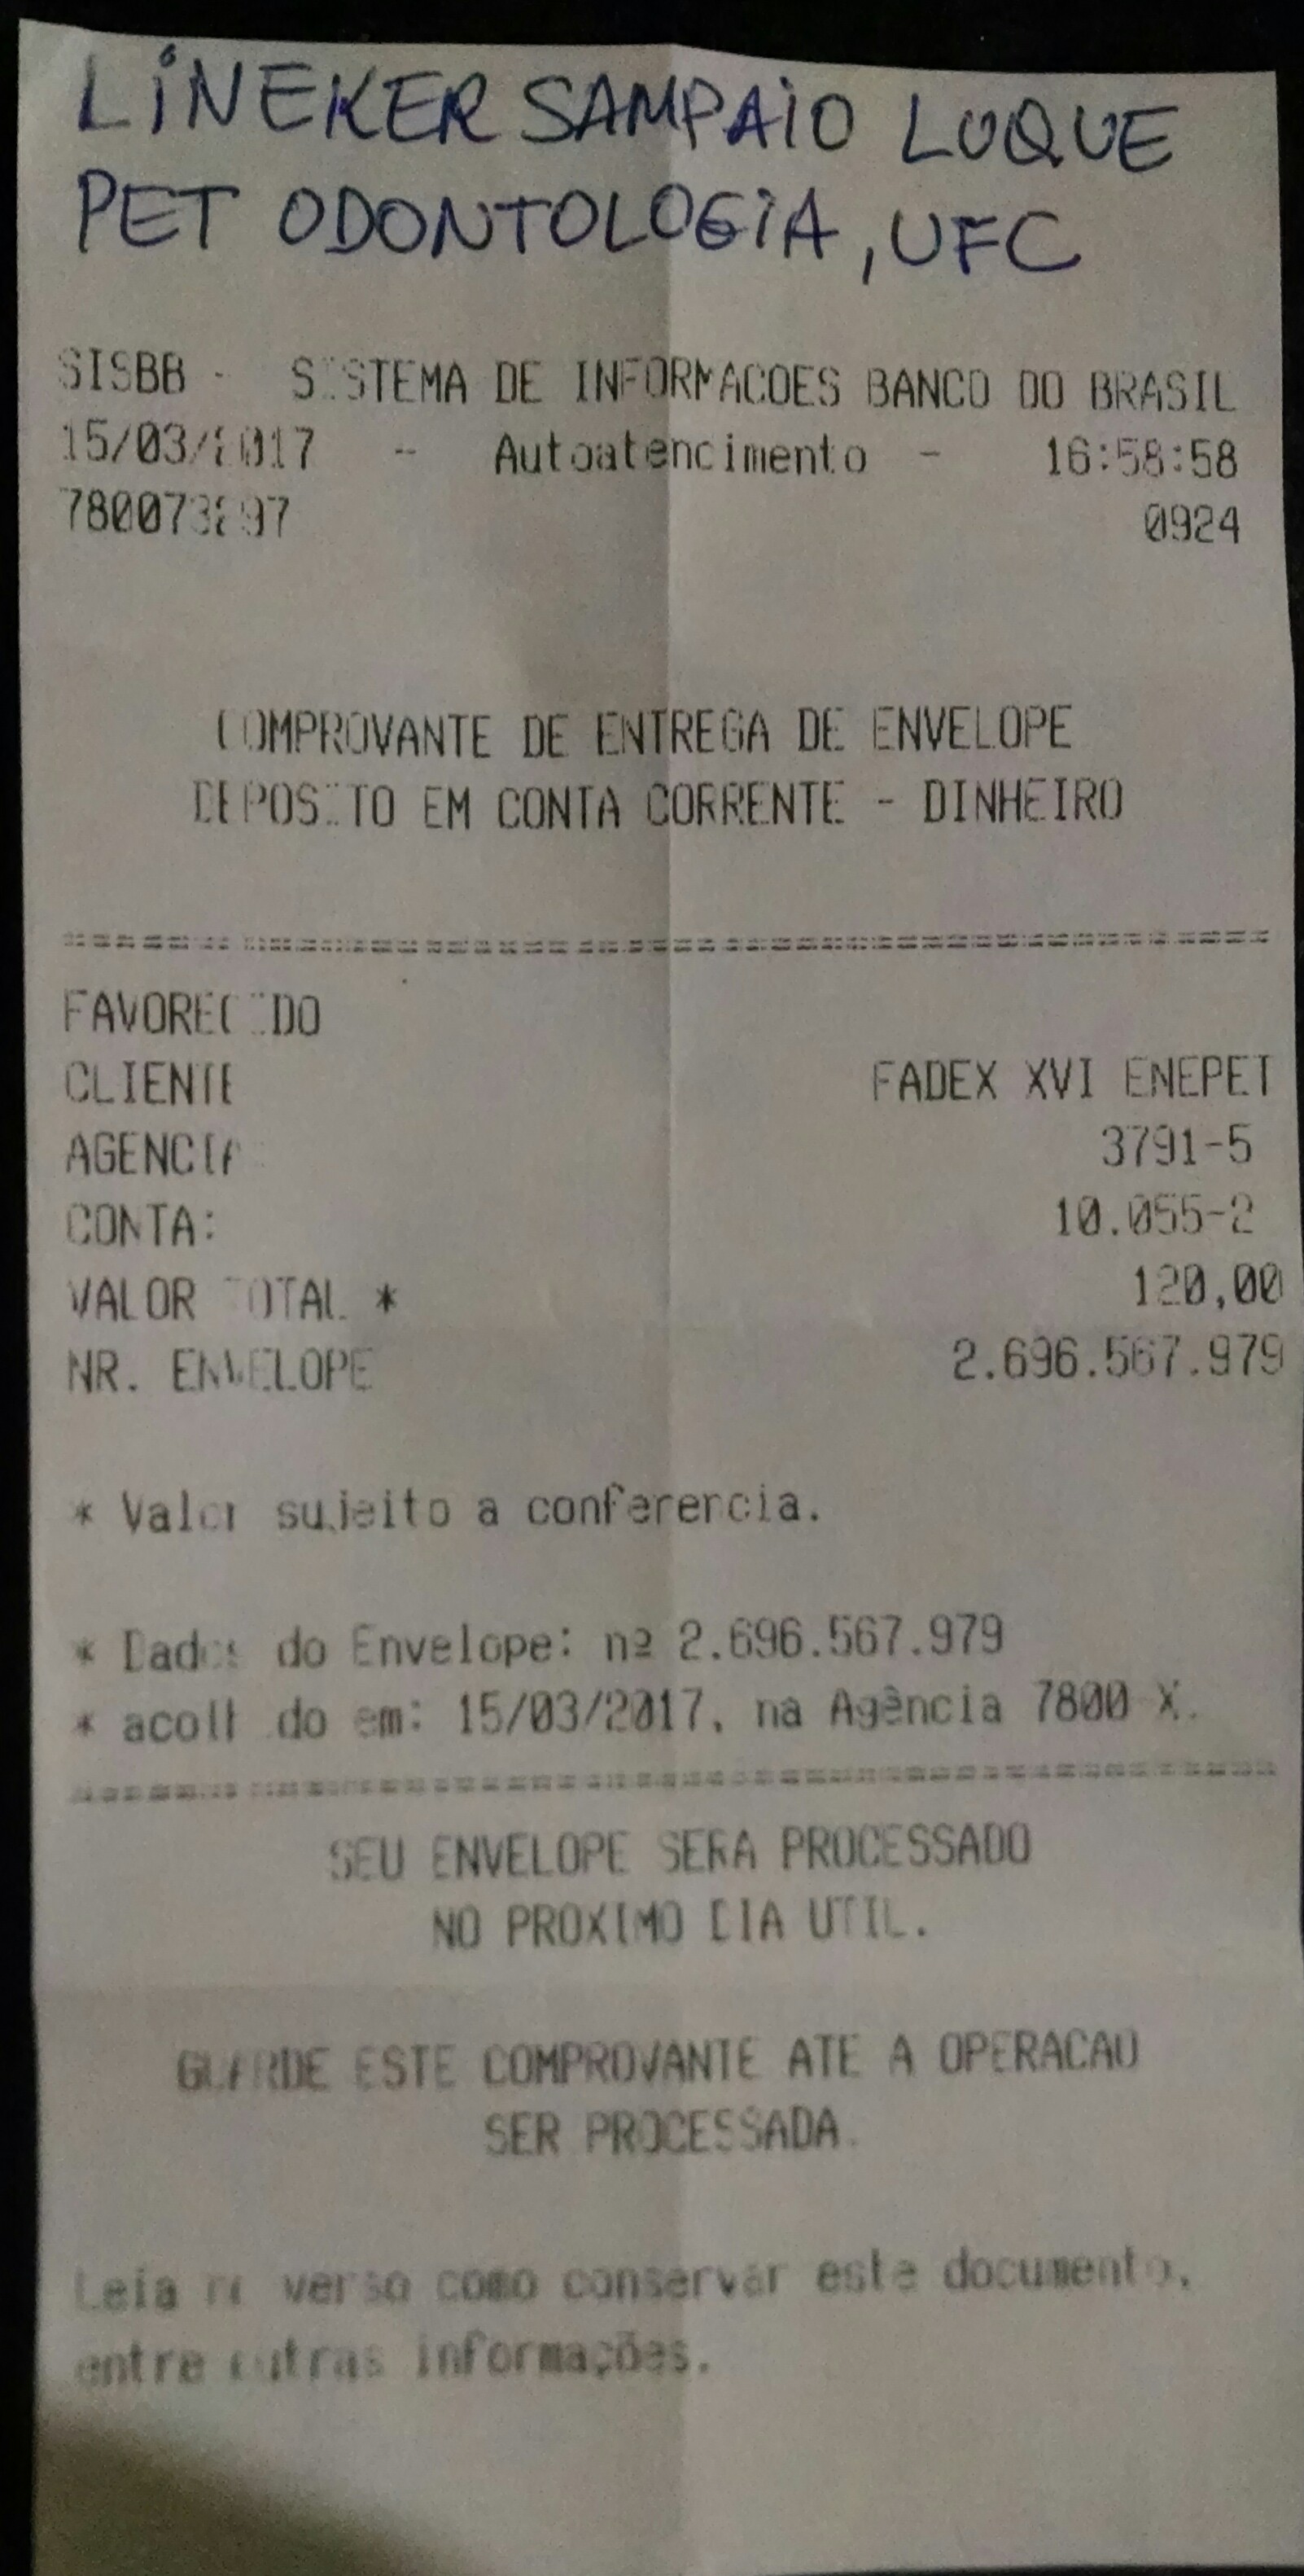 LINEKER SAMPAIO LUQUE
PET ODONTOLOGIA, UFC
SISBB - SISTEMA DE INFORMACOES BANCO DO BRASIL
15/03/2017 - Autoatendimento - 16:58:58
0924
COMPROVANTE DE ENTREGA DE ENVELOPE
DEPOSITO EM CONTA CORRENTE - DINHEIRO
FAVORECIDO
CLIENTE FADEX XVI ENEPET
AGENCIA 3791-5
CONTA: 10.055-2
VALOR TOTAL * 120,00
NR. ENVELOPE 2.696.567.979
* Valor sujeito a conferencia.
* Dados do Envelope: nº 2.696.567.979
* acolhido em: 15/03/2017, na Agência 7800-X.
SEU ENVELOPE SERA PROCESSADO
NO PROXIMO DIA UTIL.
GUARDE ESTE COMPROVANTE ATE A OPERACAO
SER PROCESSADA.
Leia no verso como conservar este documento,
entre outras informações.